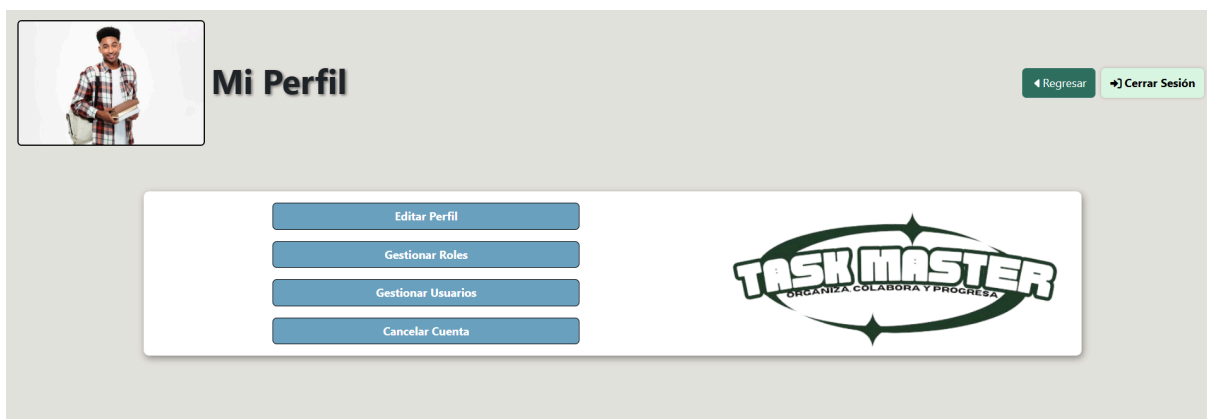 Mi Perfil
Regresar
Cerrar Sesión
Editar Perfil
Gestionar Roles
Gestionar Usuarios
Cancelar Cuenta
TASK MASTER
ORGANIZA, COLABORA Y PROGRESA